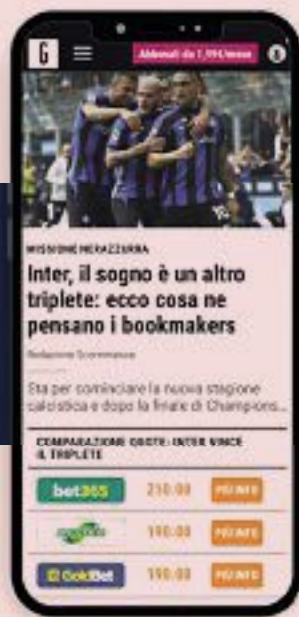 G
Abbonati da 1,99€/mese
MISSIONE NERAZZURRA
Inter, il sogno è un altro
triplete: ecco cosa ne
pensano i bookmakers
Redazione Scommesse
Sta per cominciare la nuova stagione
calcistica e dopo la finale di Champions...
COMPARAZIONE QUOTE: INTER VINCE
IL TRIPLETE
bet365 210.00 PIÙ INFO
190.00 PIÙ INFO
GoldBet 190.00 PIÙ INFO